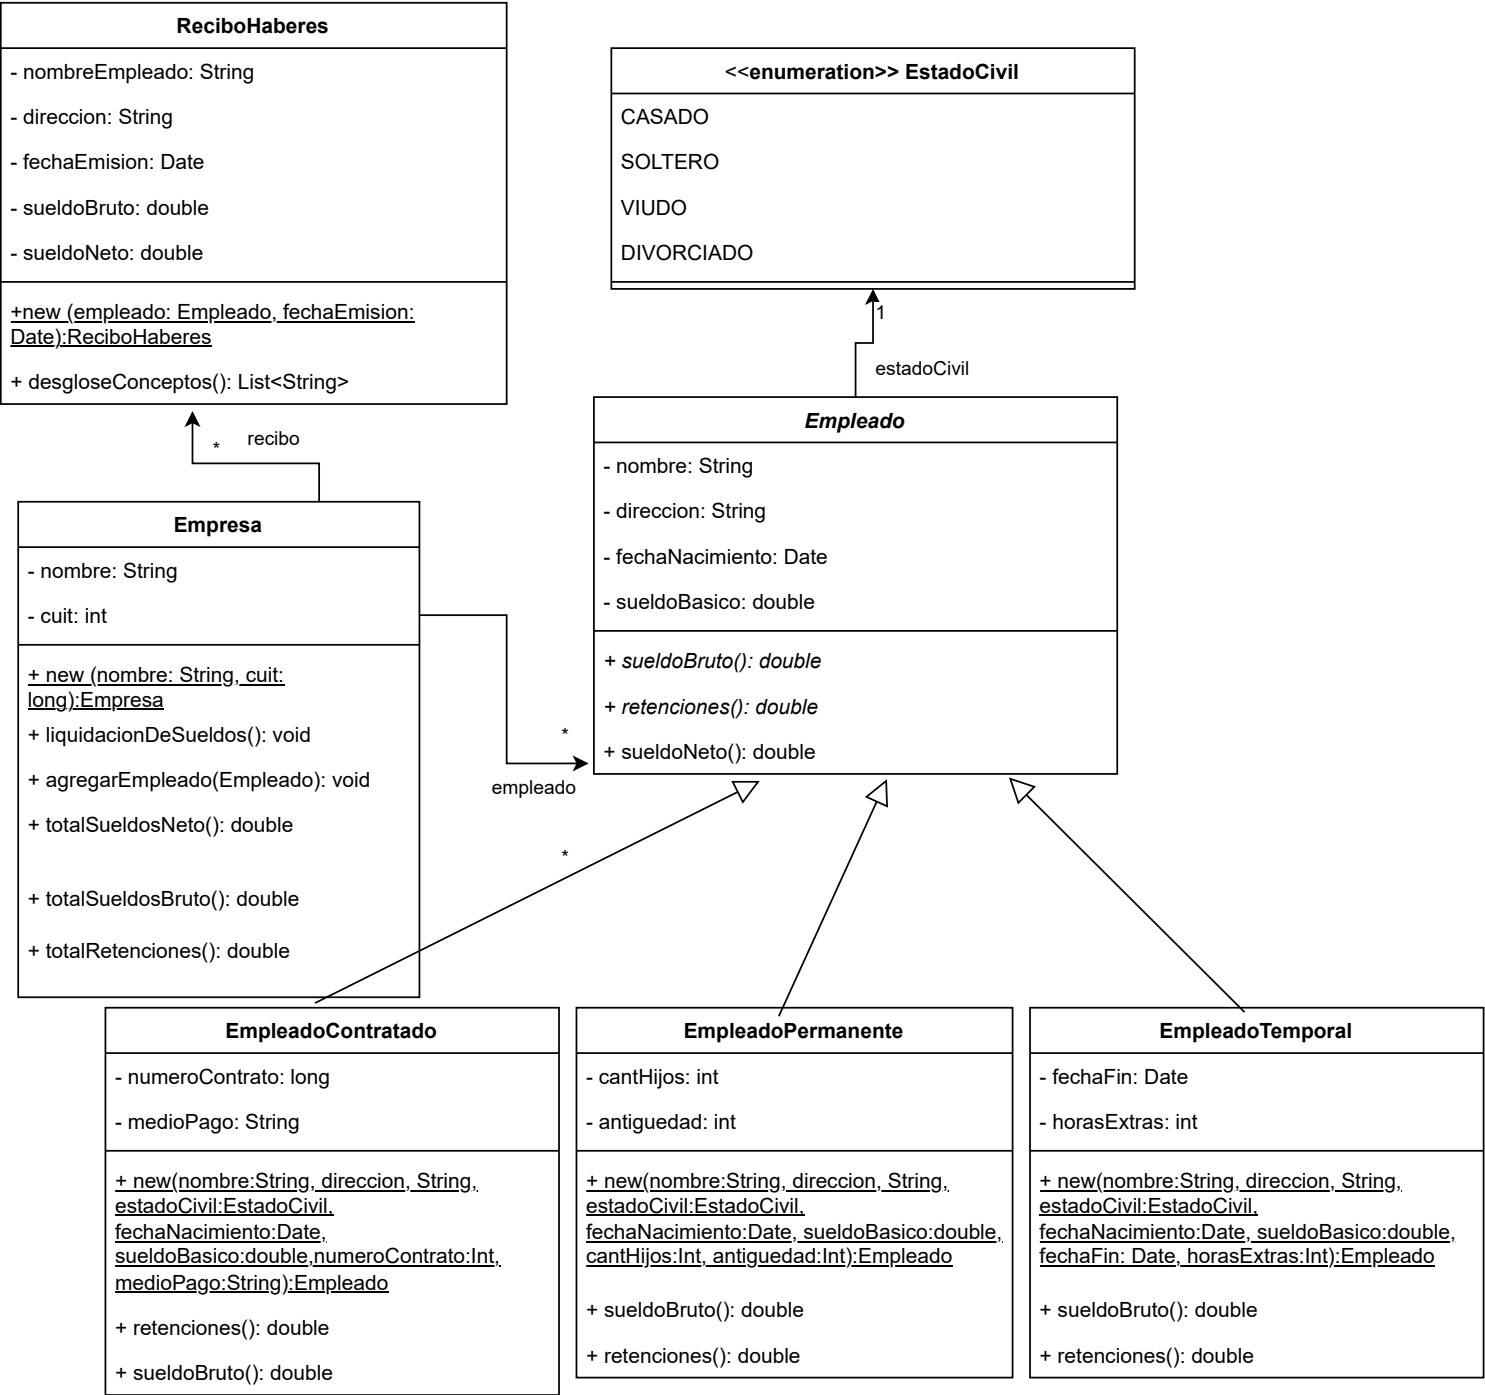 ReciboHaberes
- nombreEmpleado: String
- direccion: String
- fechaEmision: Date
- sueldoBruto: double
- sueldoNeto: double
+new (empleado: Empleado, fechaEmision:
Date):ReciboHaberes
+ desgloseConceptos(): List<String>
<<enumeration>> EstadoCivil
CASADO
SOLTERO
VIUDO
DIVORCIADO
1
estadoCivil
* recibo
Empresa
- nombre: String
- cuit: int
+ new (nombre: String, cuit:
long):Empresa
+ liquidacionDeSueldos(): void
+ agregarEmpleado(Empleado): void
+ totalSueldosNeto(): double
+ totalSueldosBruto(): double
+ totalRetenciones(): double
*
empleado
*
Empleado
- nombre: String
- direccion: String
- fechaNacimiento: Date
- sueldoBasico: double
+ sueldoBruto(): double
+ retenciones(): double
+ sueldoNeto(): double
EmpleadoContratado
- numeroContrato: long
- medioPago: String
+ new(nombre:String, direccion, String,
estadoCivil:EstadoCivil,
fechaNacimiento:Date,
sueldoBasico:double,numeroContrato:Int,
medioPago:String):Empleado
+ retenciones(): double
+ sueldoBruto(): double
EmpleadoPermanente
- cantHijos: int
- antiguedad: int
+ new(nombre:String, direccion, String,
estadoCivil:EstadoCivil,
fechaNacimiento:Date, sueldoBasico:double,
cantHijos:Int, antiguedad:Int):Empleado
+ sueldoBruto(): double
+ retenciones(): double
EmpleadoTemporal
- fechaFin: Date
- horasExtras: int
+ new(nombre:String, direccion, String,
estadoCivil:EstadoCivil,
fechaNacimiento:Date, sueldoBasico:double,
fechaFin: Date, horasExtras:Int):Empleado
+ sueldoBruto(): double
+ retenciones(): double